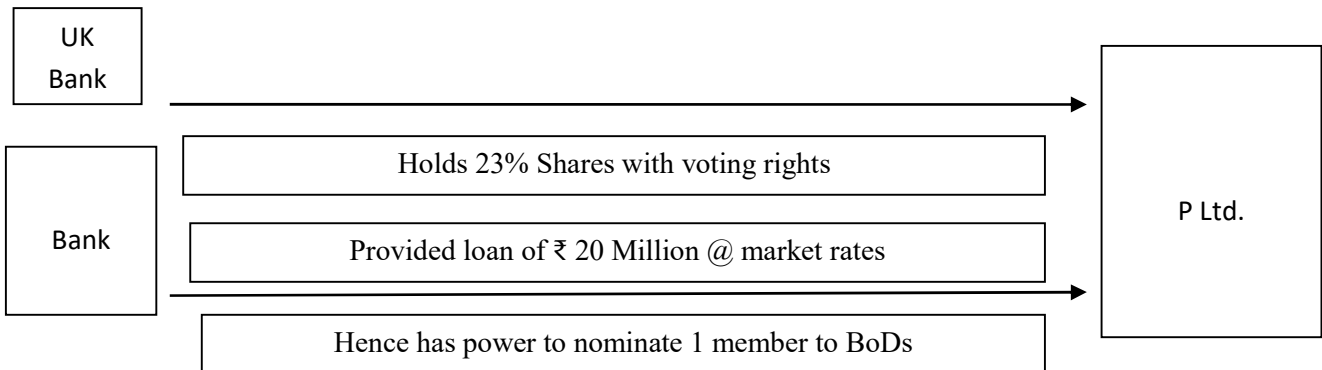 UK
Bank
Holds 23% Shares with voting rights
P Ltd.
Bank
Provided loan of ₹ 20 Million @ market rates
Hence has power to nominate 1 member to BoDs